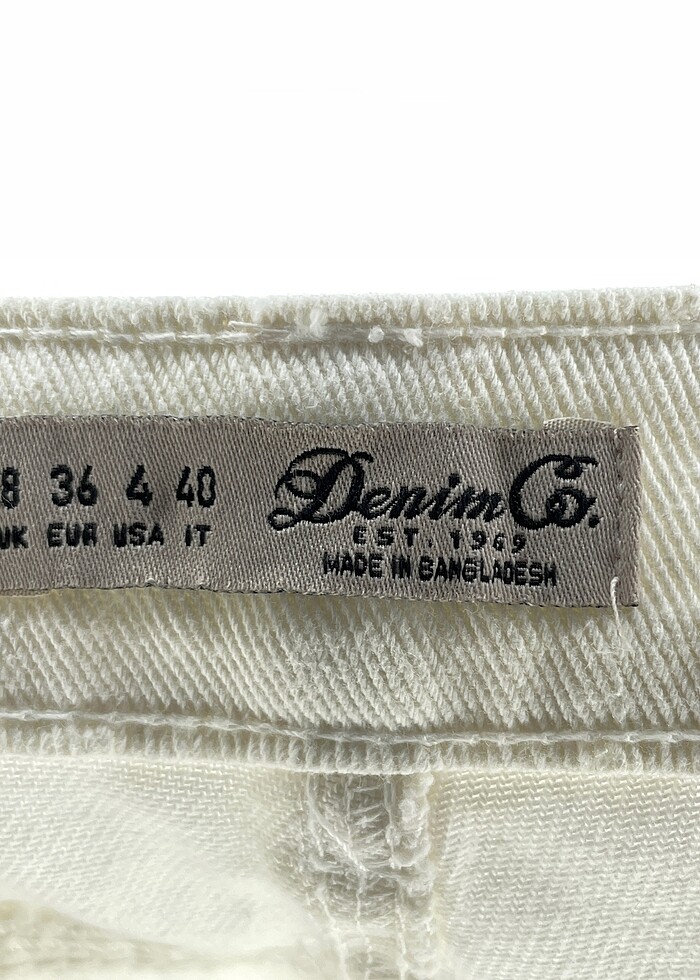 8 36 4 40
UK EUR USA IT
Denim Co.
EST. 1969
MADE IN BANGLADESH